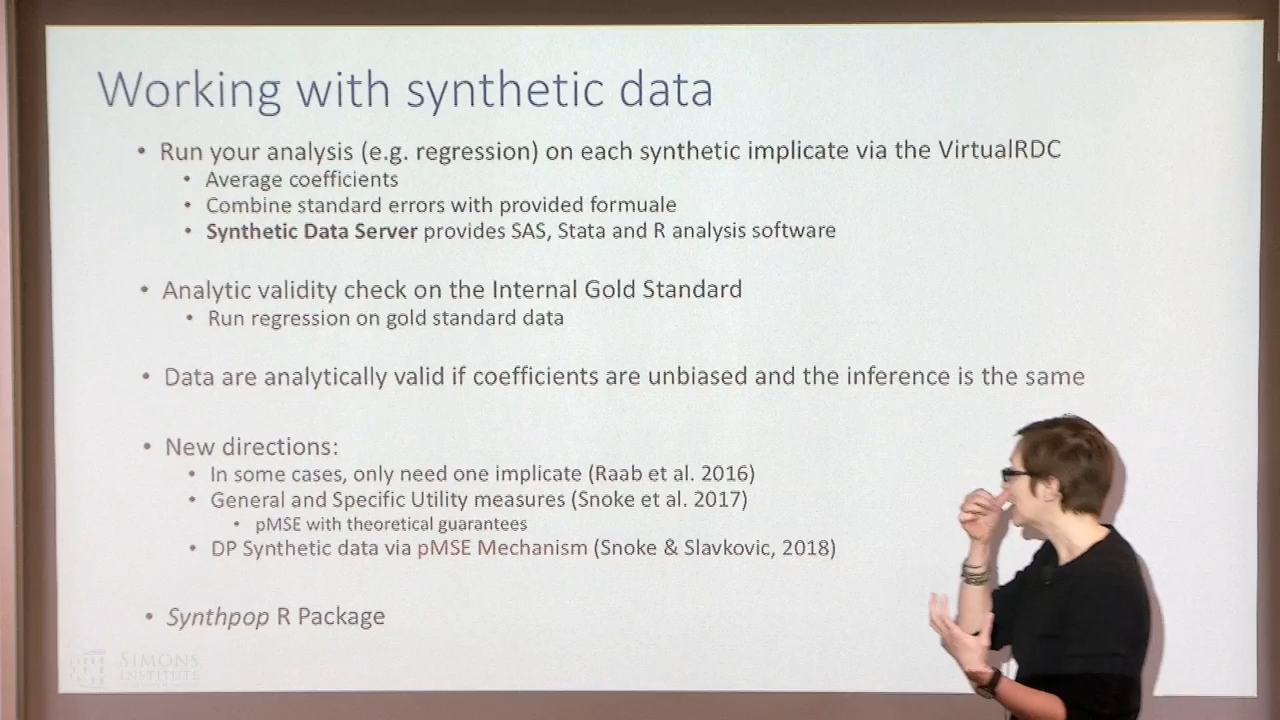 Working with synthetic data
• Run your analysis (e.g. regression) on each synthetic implicate via the VirtualRDC
• Average coefficients
• Combine standard errors with provided formuale
• Synthetic Data Server provides SAS, Stata and R analysis software
• Analytic validity check on the Internal Gold Standard
• Run regression on gold standard data
• Data are analytically valid if coefficients are unbiased and the inference is the same
• New directions:
• In some cases, only need one implicate (Raab et al. 2016)
• General and Specific Utility measures (Snoke et al. 2017)
• pMSE with theoretical guarantees
• DP Synthetic data via pMSE Mechanism (Snoke & Slavkovic, 2018)
• Synthpop R Package
SIMONS
INSTITUTE